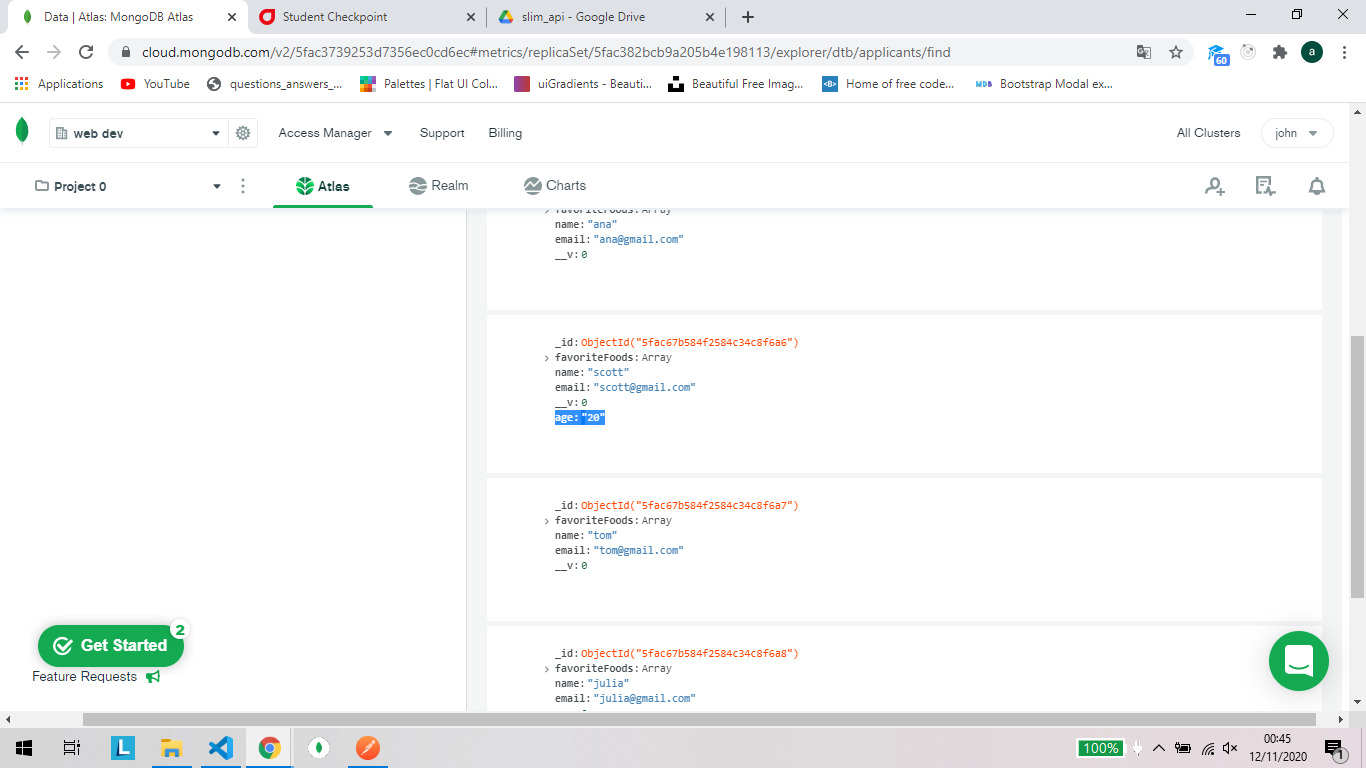 Data | Atlas: MongoDB Atlas
Student Checkpoint
slim_api - Google Drive
cloud.mongodb.com/v2/5fac3739253d7356ec0cd6ec#metrics/replicaSet/5fac382bcb9a205b4e198113/explorer/dtb/applicants/find
60
a
Applications
YouTube
questions_answers_...
Palettes | Flat UI Col...
uiGradients - Beauti...
Beautiful Free Imag...
<B>
Home of free code...
MDB
Bootstrap Modal ex...
web dev
Access Manager
Support
Billing
All Clusters
john
Project 0
Atlas
Realm
Charts
favoriteFoods: Array
name: "ana"
email: "ana@gmail.com"
__v: 0
_id: ObjectId("5fac67b584f2584c34c8f6a6")
favoriteFoods: Array
name: "scott"
email: "scott@gmail.com"
__v: 0
age: "20"
_id: ObjectId("5fac67b584f2584c34c8f6a7")
favoriteFoods: Array
name: "tom"
email: "tom@gmail.com"
__v: 0
_id: ObjectId("5fac67b584f2584c34c8f6a8")
favoriteFoods: Array
name: "julia"
email: "julia@gmail.com"
Get Started
2
Feature Requests
L
100%
00:45
12/11/2020
1